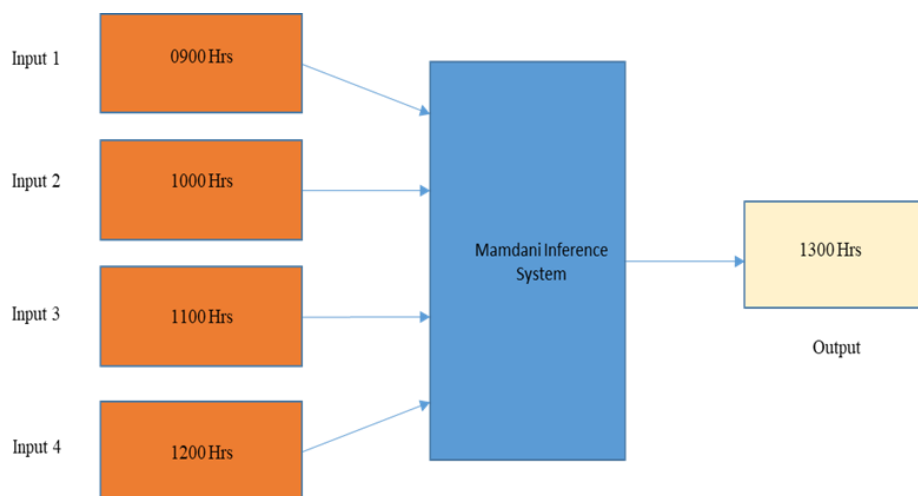 Input 1
0900 Hrs
Input 2
1000 Hrs
Input 3
1100 Hrs
Input 4
1200 Hrs
Mamdani Inference
System
1300 Hrs
Output